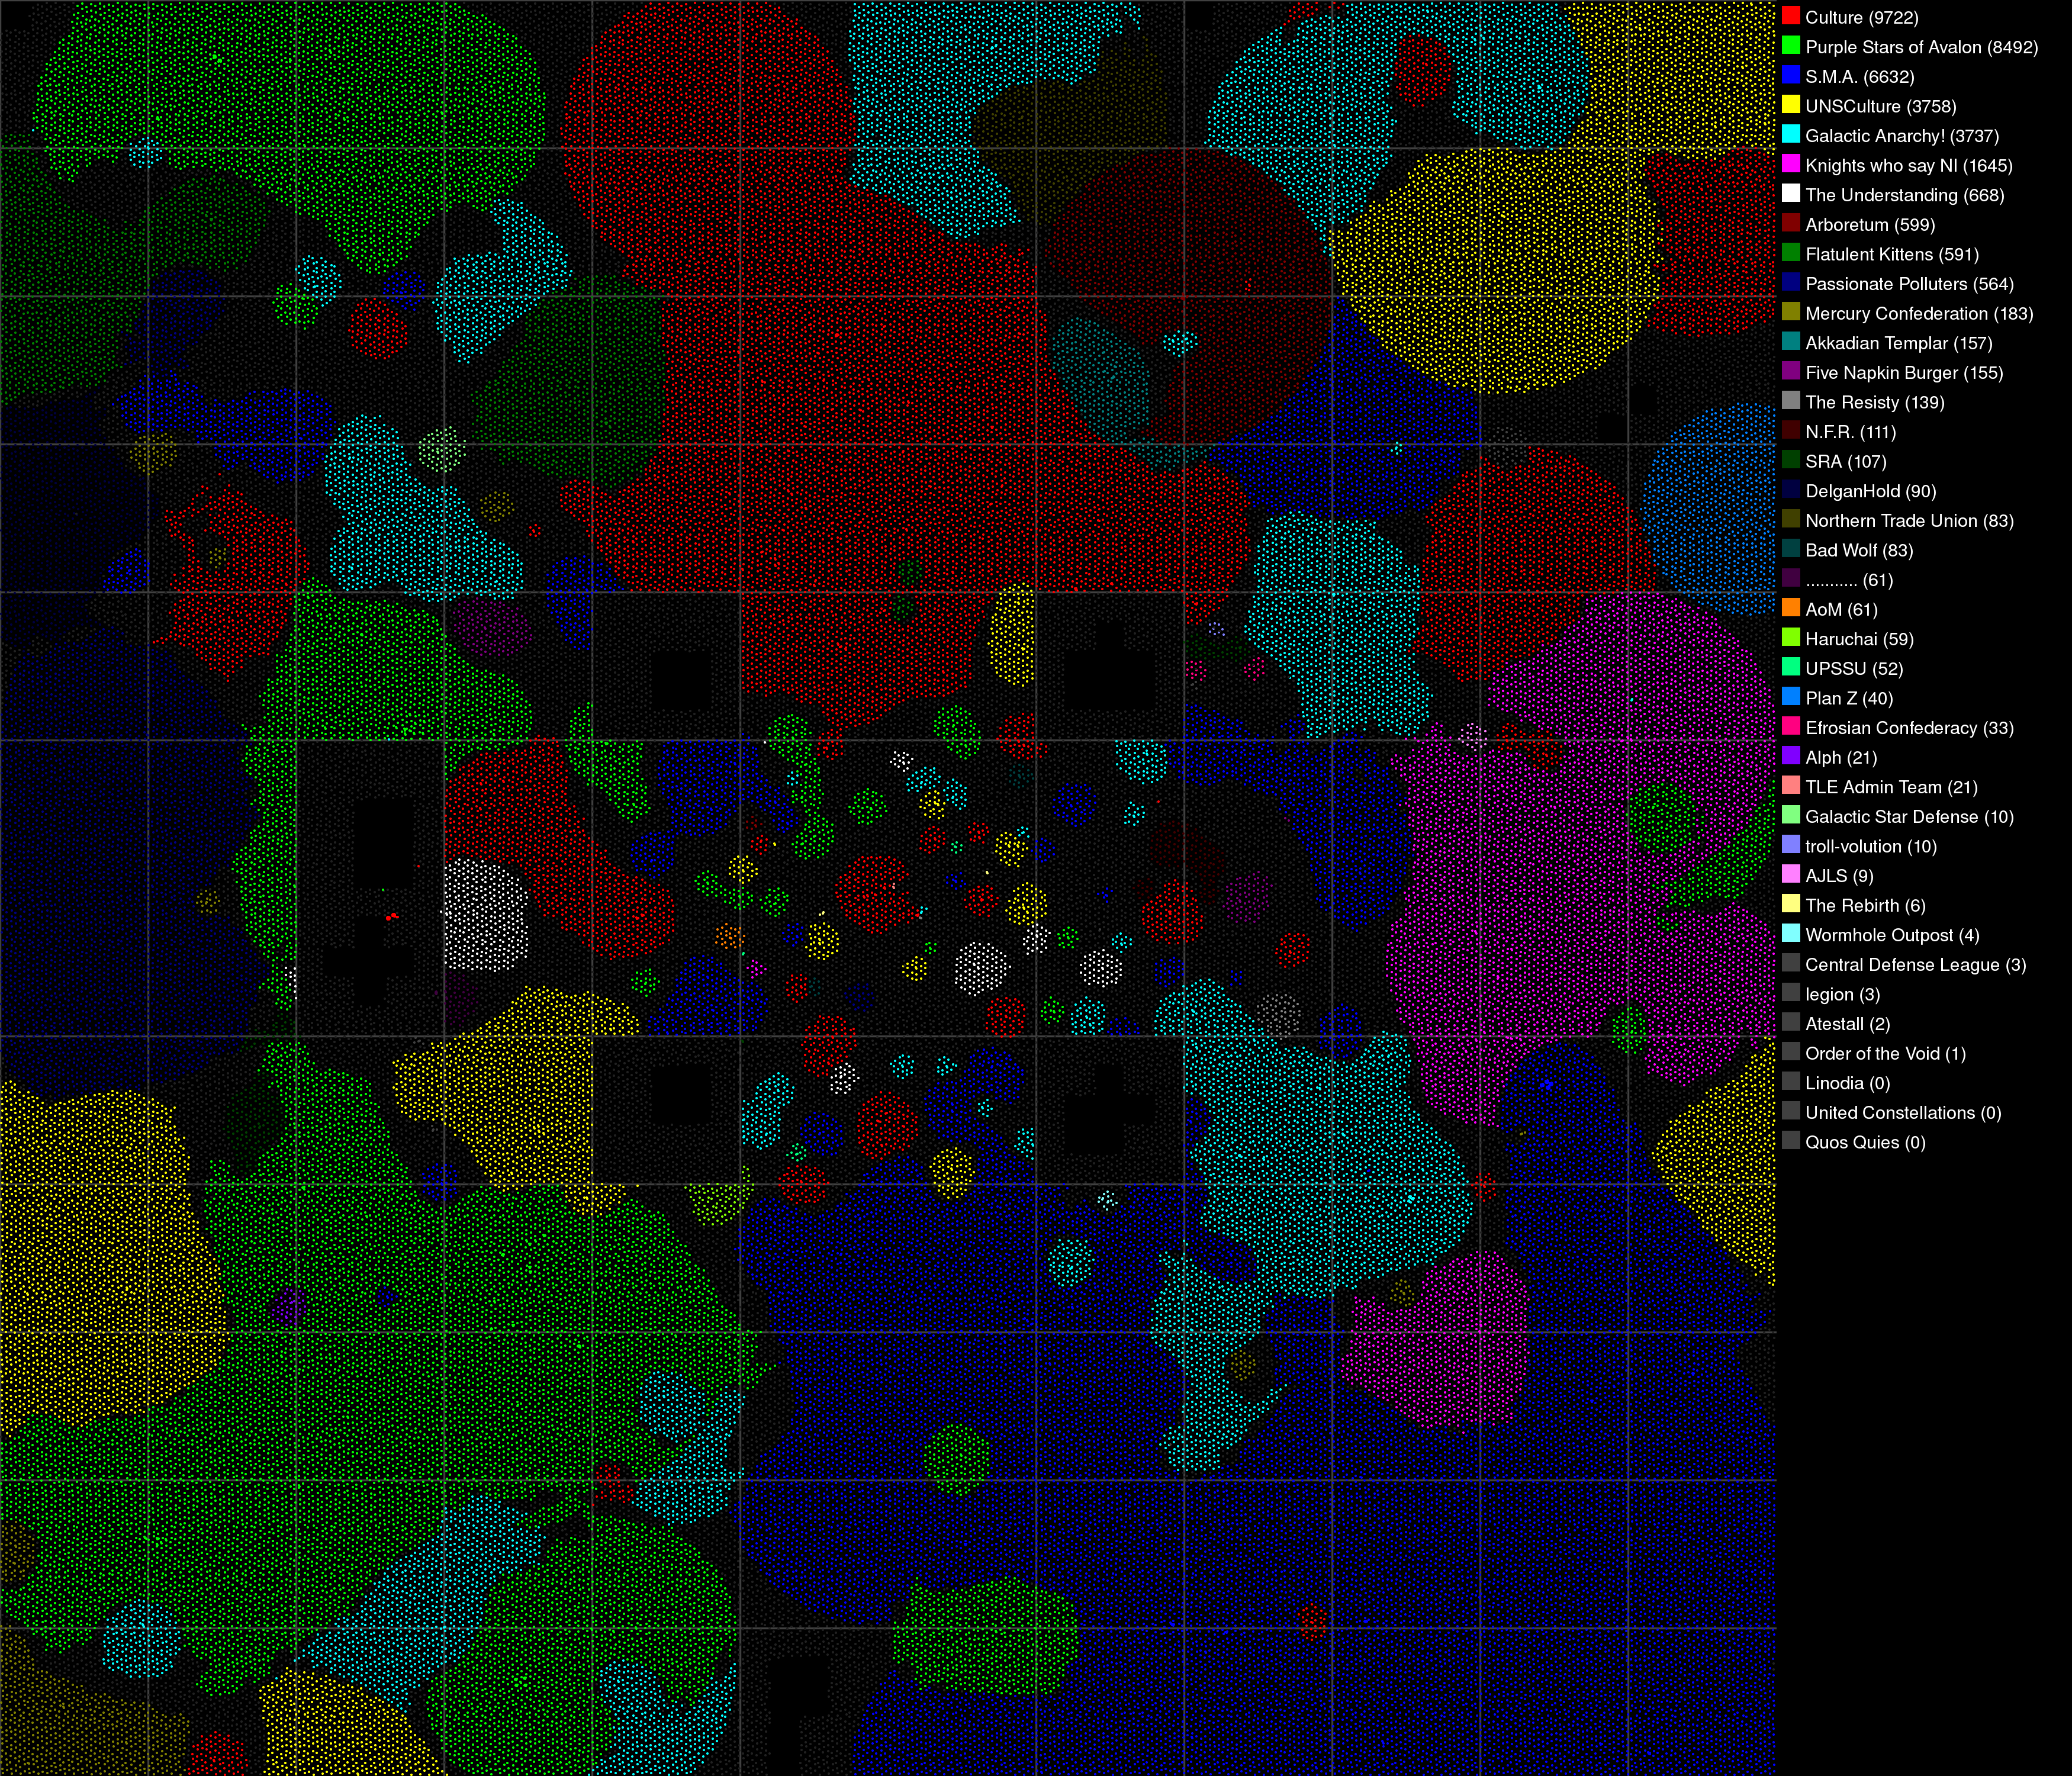 Culture (9722)
Purple Stars of Avalon (8492)
S.M.A. (6632)
UNSCulture (3758)
Galactic Anarchy! (3737)
Knights who say NI (1645)
The Understanding (668)
Arboretum (599)
Flatulent Kittens (591)
Passionate Polluters (564)
Mercury Confederation (183)
Akkadian Templar (157)
Five Napkin Burger (155)
The Resisty (139)
N.F.R. (111)
SRA (107)
DelganHold (90)
Northern Trade Union (83)
Bad Wolf (83)
........... (61)
AoM (61)
Haruchai (59)
UPSSU (52)
Plan Z (40)
Efrosian Confederacy (33)
Alph (21)
TLE Admin Team (21)
Galactic Star Defense (10)
troll-volution (10)
AJLS (9)
The Rebirth (6)
Wormhole Outpost (4)
Central Defense League (3)
legion (3)
Atestall (2)
Order of the Void (1)
Linodia (0)
United Constellations (0)
Quos Quies (0)